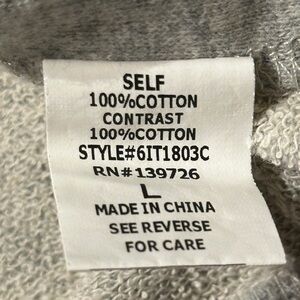 SELF
100%COTTON
CONTRAST
100%COTTON
STYLE#6IT1803C
RN#139726
L
MADE IN CHINA
SEE REVERSE
FOR CARE